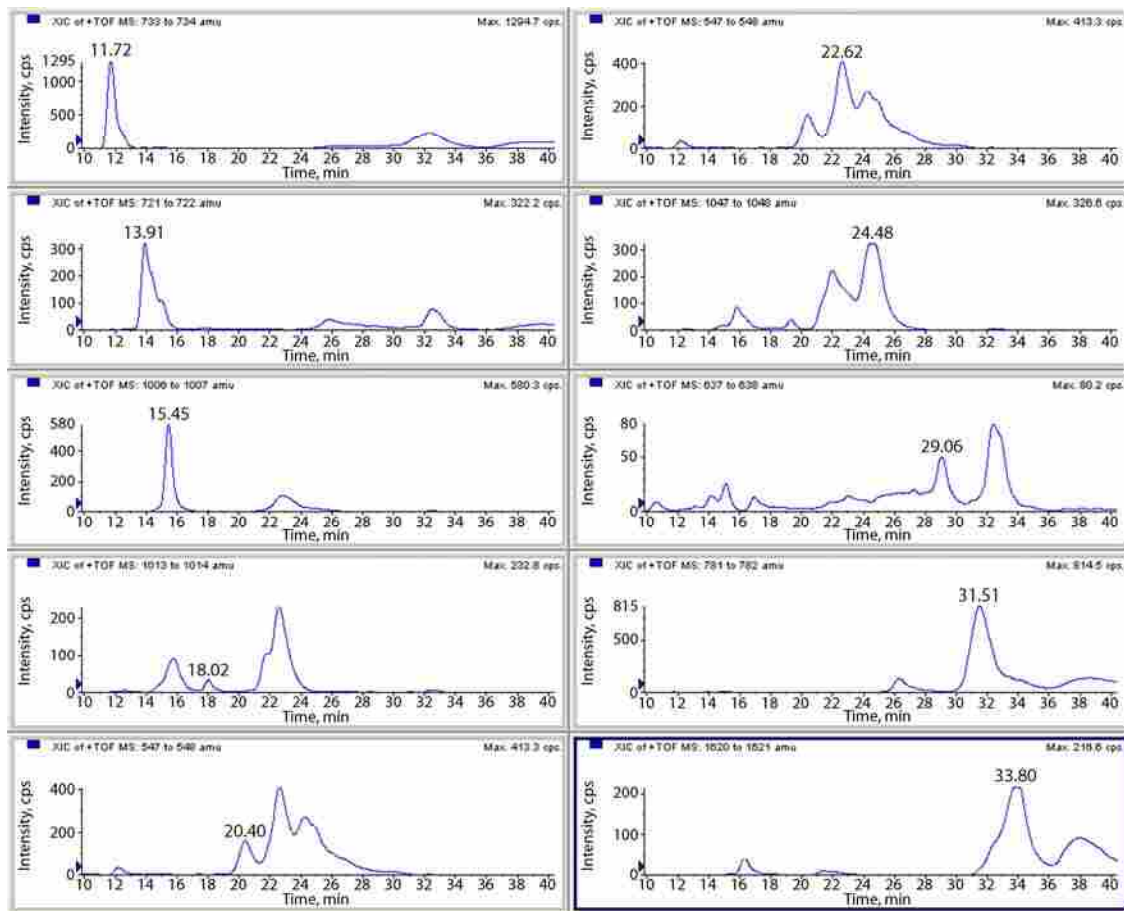 XIC of +TOF MS: 733 to 734 amu Max. 1294.7 cps.
11.72
Intensity, cps
1295
1000
500
0
10 12 14 16 18 20 22 24 26 28 30 32 34 36 38 40
Time, min
XIC of +TOF MS: 721 to 722 amu Max. 322.2 cps.
13.91
Intensity, cps
300
200
100
0
10 12 14 16 18 20 22 24 26 28 30 32 34 36 38 40
Time, min
XIC of +TOF MS: 1006 to 1007 amu Max. 580.3 cps.
15.45
Intensity, cps
580
400
200
0
10 12 14 16 18 20 22 24 26 28 30 32 34 36 38 40
Time, min
XIC of +TOF MS: 1013 to 1014 amu Max. 232.8 cps.
18.02
Intensity, cps
200
100
0
10 12 14 16 18 20 22 24 26 28 30 32 34 36 38 40
Time, min
XIC of +TOF MS: 547 to 548 amu Max. 413.3 cps.
20.40
Intensity, cps
400
200
0
10 12 14 16 18 20 22 24 26 28 30 32 34 36 38 40
Time, min
XIC of +TOF MS: 547 to 548 amu Max. 413.3 cps.
22.62
Intensity, cps
400
200
0
10 12 14 16 18 20 22 24 26 28 30 32 34 36 38 40
Time, min
XIC of +TOF MS: 1047 to 1048 amu Max. 326.6 cps.
24.48
Intensity, cps
300
200
100
0
10 12 14 16 18 20 22 24 26 28 30 32 34 36 38 40
Time, min
XIC of +TOF MS: 637 to 638 amu Max. 80.2 cps.
29.06
Intensity, cps
80
50
0
10 12 14 16 18 20 22 24 26 28 30 32 34 36 38 40
Time, min
XIC of +TOF MS: 781 to 782 amu Max. 814.5 cps.
31.51
Intensity, cps
815
500
0
10 12 14 16 18 20 22 24 26 28 30 32 34 36 38 40
Time, min
XIC of +TOF MS: 1620 to 1621 amu Max. 216.6 cps.
33.80
Intensity, cps
200
100
0
10 12 14 16 18 20 22 24 26 28 30 32 34 36 38 40
Time, min